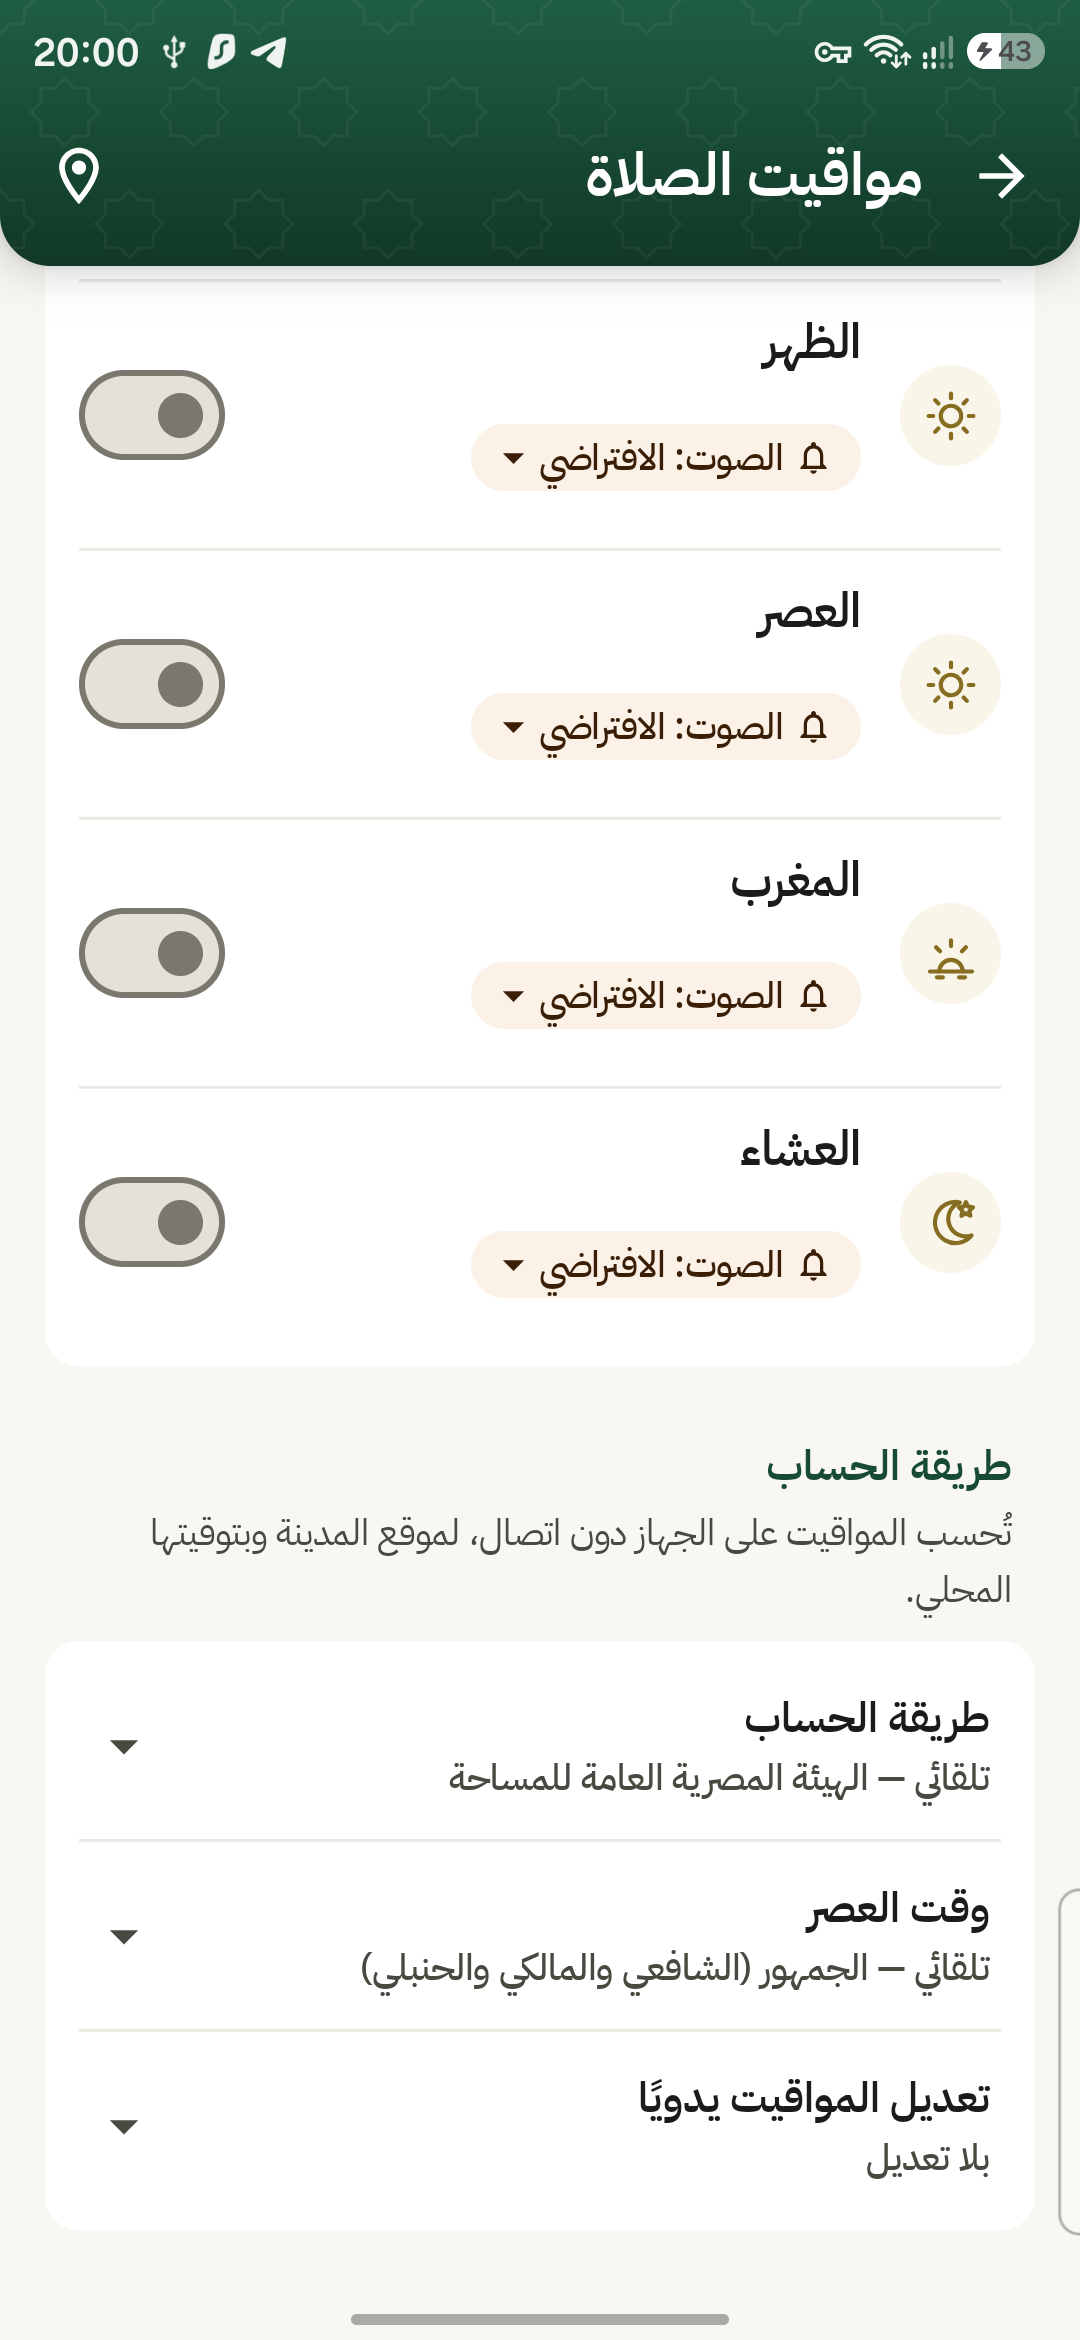 20:00
43
مواقيت الصلاة
الظهر
الصوت: الافتراضي
العصر
الصوت: الافتراضي
المغرب
الصوت: الافتراضي
العشاء
الصوت: الافتراضي
طريقة الحساب
تُحسب المواقيت على الجهاز دون اتصال، لموقع المدينة وبتوقيتها
المحلي.
طريقة الحساب
تلقائي — الهيئة المصرية العامة للمساحة
وقت العصر
تلقائي — الجمهور (الشافعي والمالكي والحنبلي)
تعديل المواقيت يدويًا
بلا تعديل